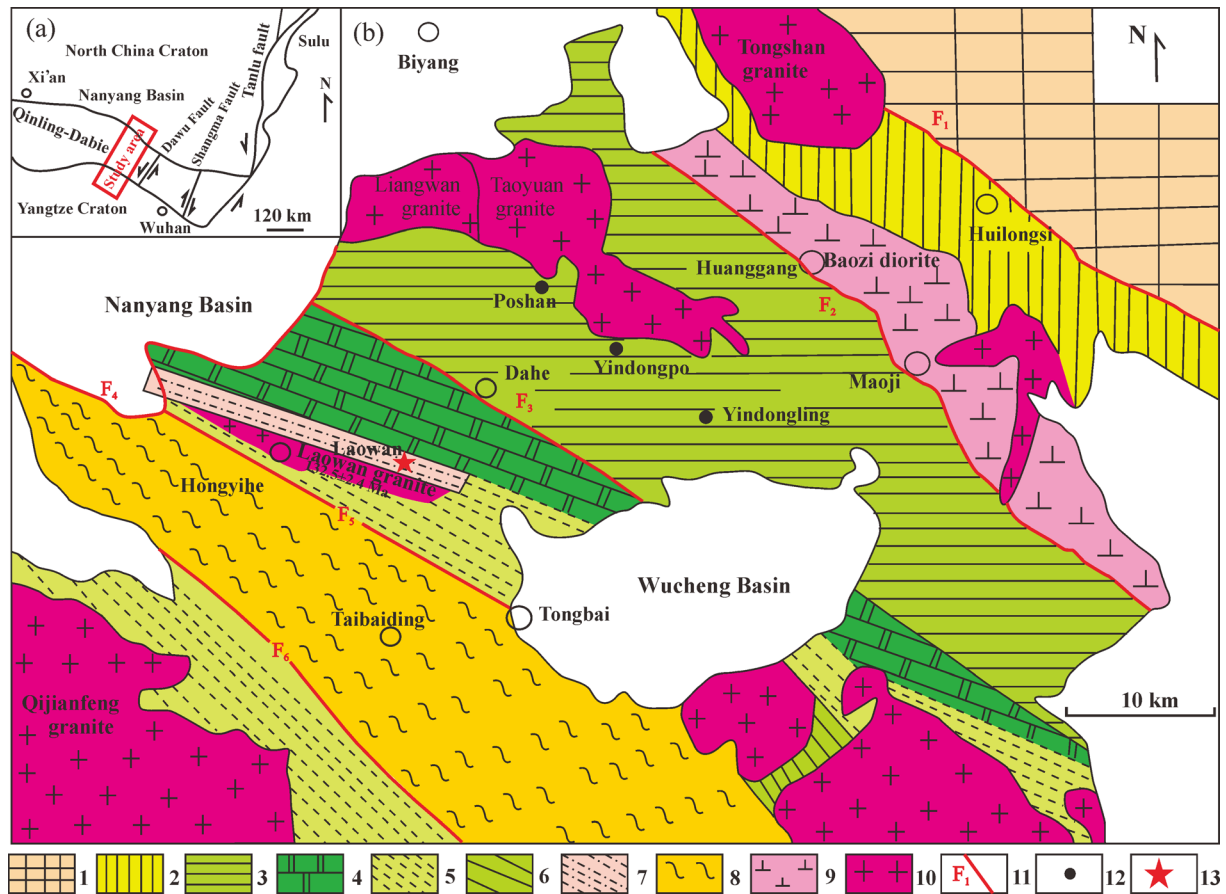 (a)
North China Craton
Xi'an
Nanyang Basin
Qinling-Dabie
Study area
Dawu Fault
Shangma Fault
Tanlu fault
Sulu
N
Yangtze Craton
Wuhan
120 km
(b)
Biyang
Tongshan
granite
N
F1
Liangwan
granite
Taoyuan
granite
Huilongsi
Huanggang
Baozi diorite
Nanyang Basin
Poshan
F2
Yindongpo
Maoji
Dahe
F3
Yindongling
F4
Laowan
Laowan granite
Hongyihe
F5
Wucheng Basin
Taibaiding
Tongbai
F6
Qijianfeng
granite
10 km
1
2
3
4
5
6
7
8
9
10
F1
11
12
13